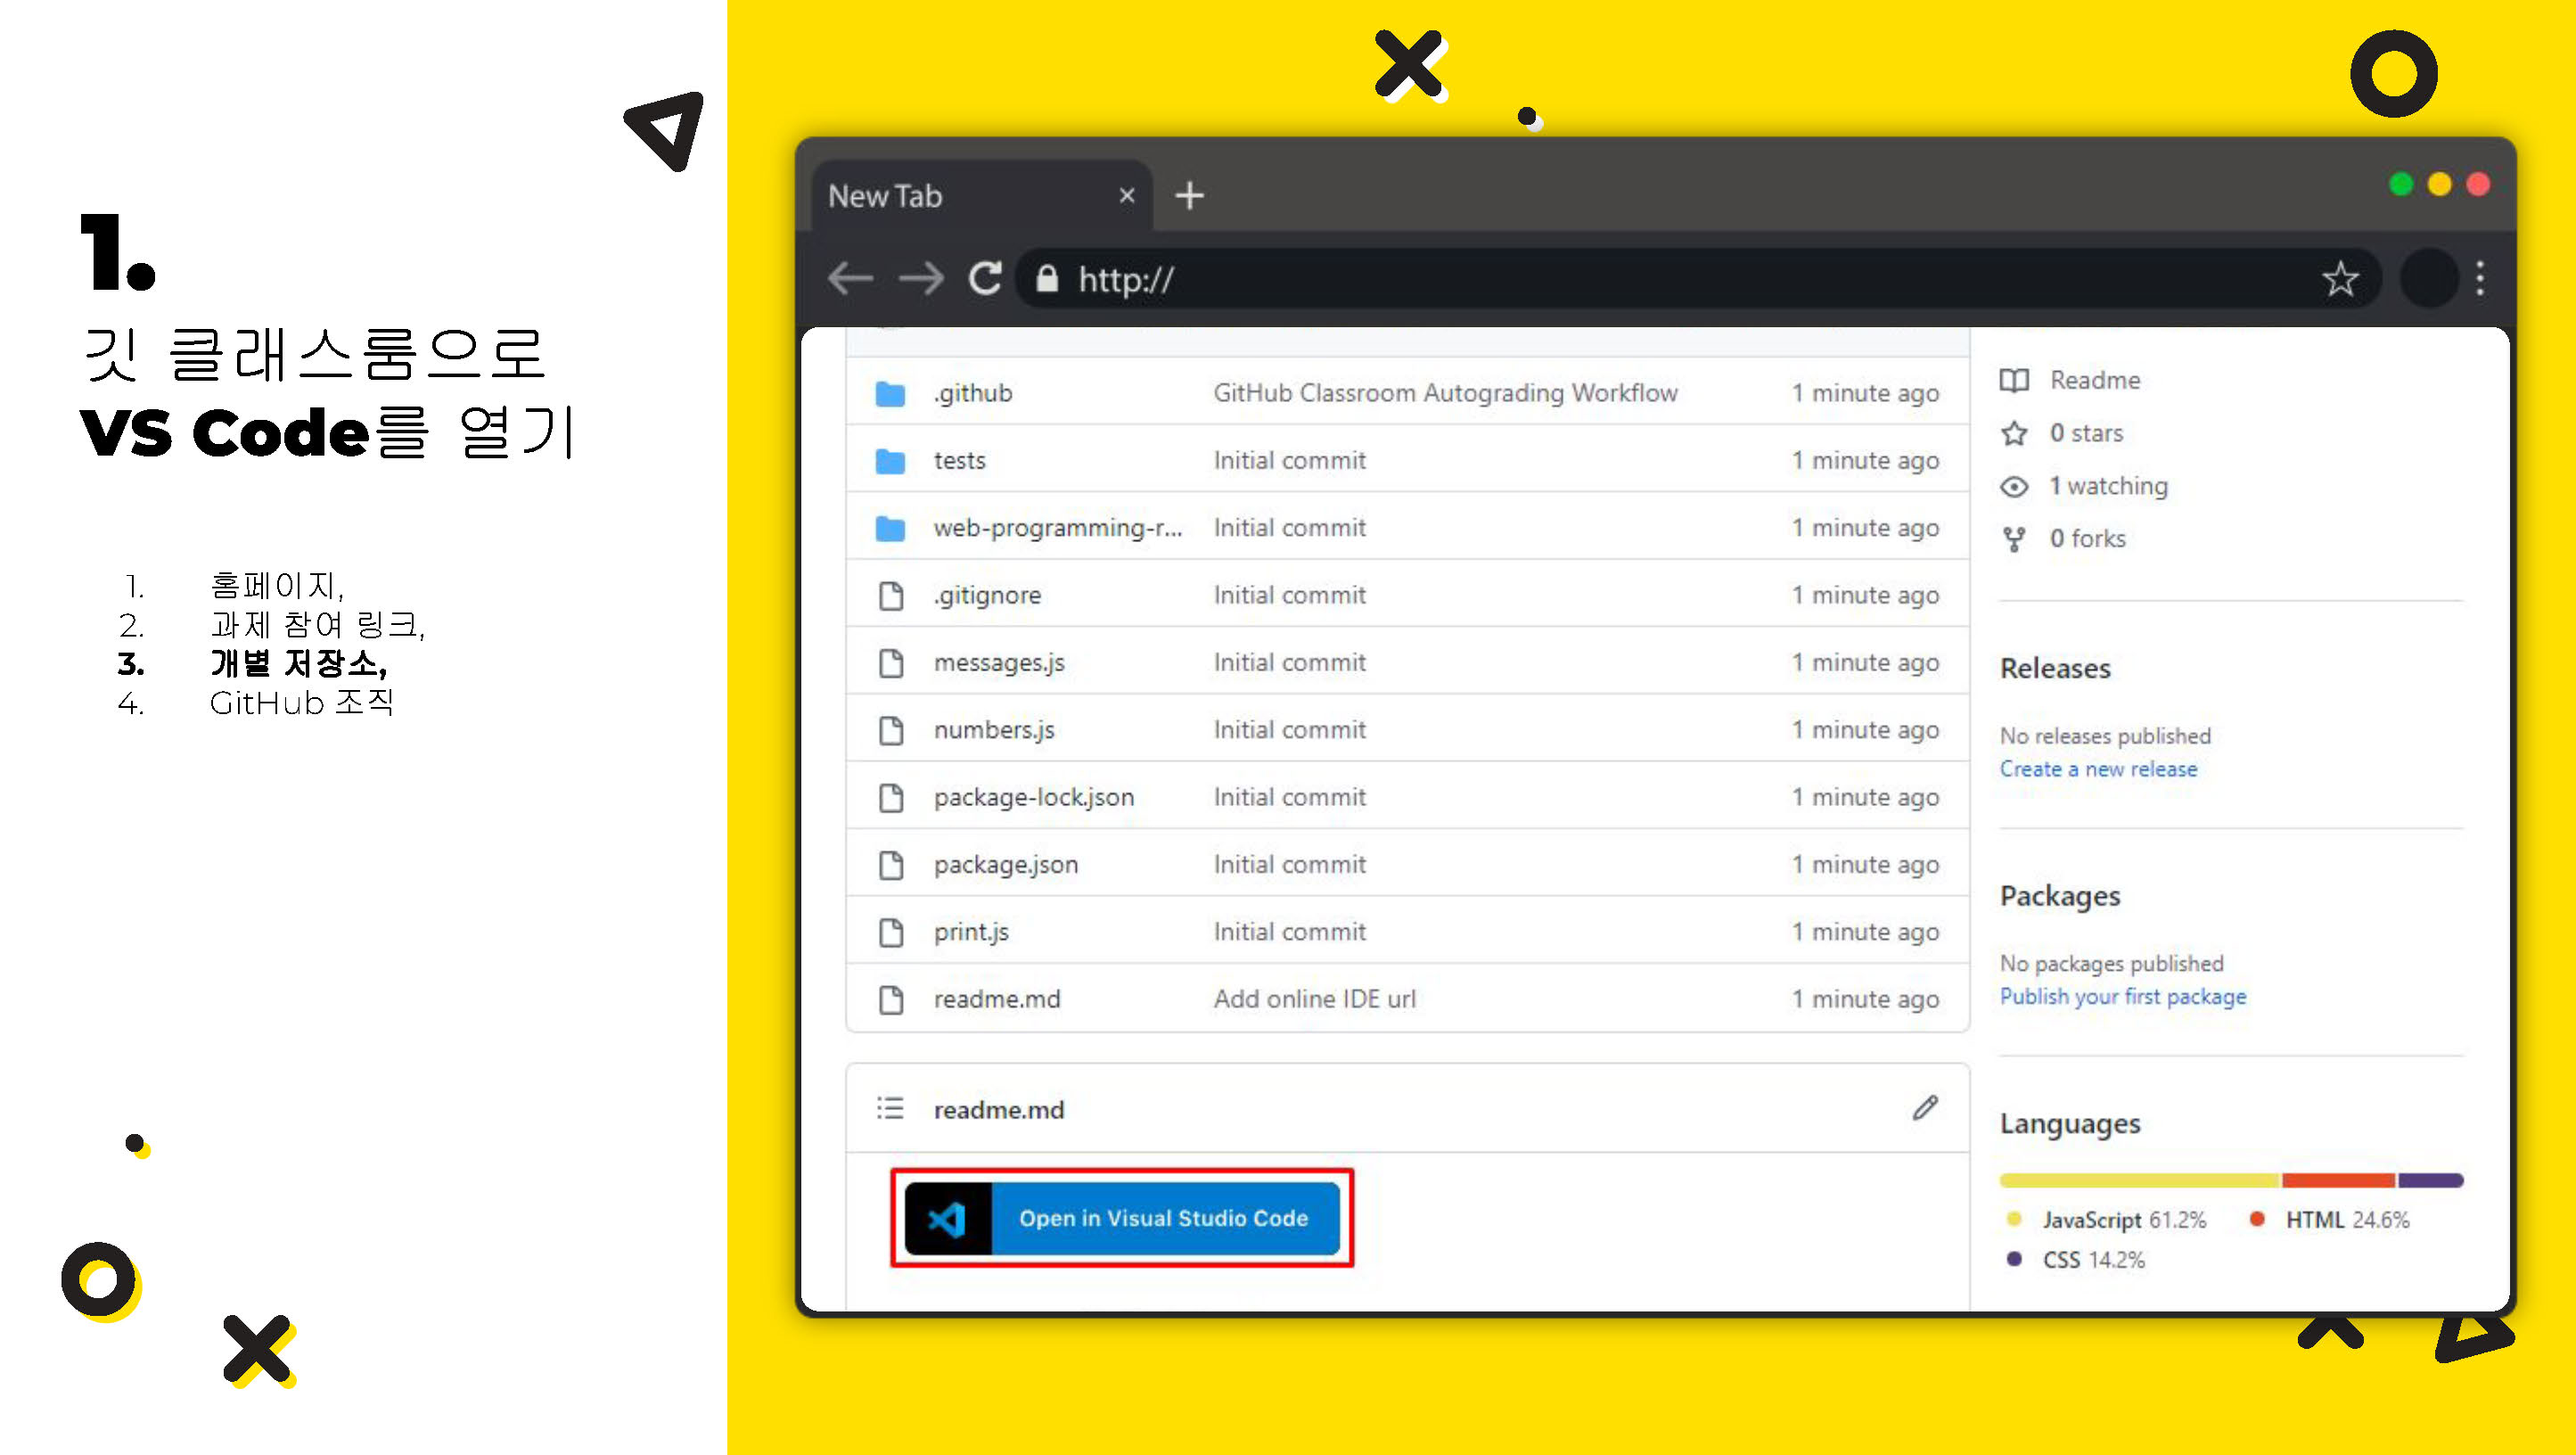 1.
깃 클래스룸으로
VS Code를 열기
1. 홈페이지,
2. 과제 참여 링크,
3. 개별 저장소,
4. GitHub 조직
New Tab
http://
.github GitHub Classroom Autograding Workflow 1 minute ago
tests Initial commit 1 minute ago
web-programming-r... Initial commit 1 minute ago
.gitignore Initial commit 1 minute ago
messages.js Initial commit 1 minute ago
numbers.js Initial commit 1 minute ago
package-lock.json Initial commit 1 minute ago
package.json Initial commit 1 minute ago
print.js Initial commit 1 minute ago
readme.md Add online IDE url 1 minute ago
readme.md
Open in Visual Studio Code
Readme
0 stars
1 watching
0 forks
Releases
No releases published
Create a new release
Packages
No packages published
Publish your first package
Languages
JavaScript 61.2% HTML 24.6%
CSS 14.2%